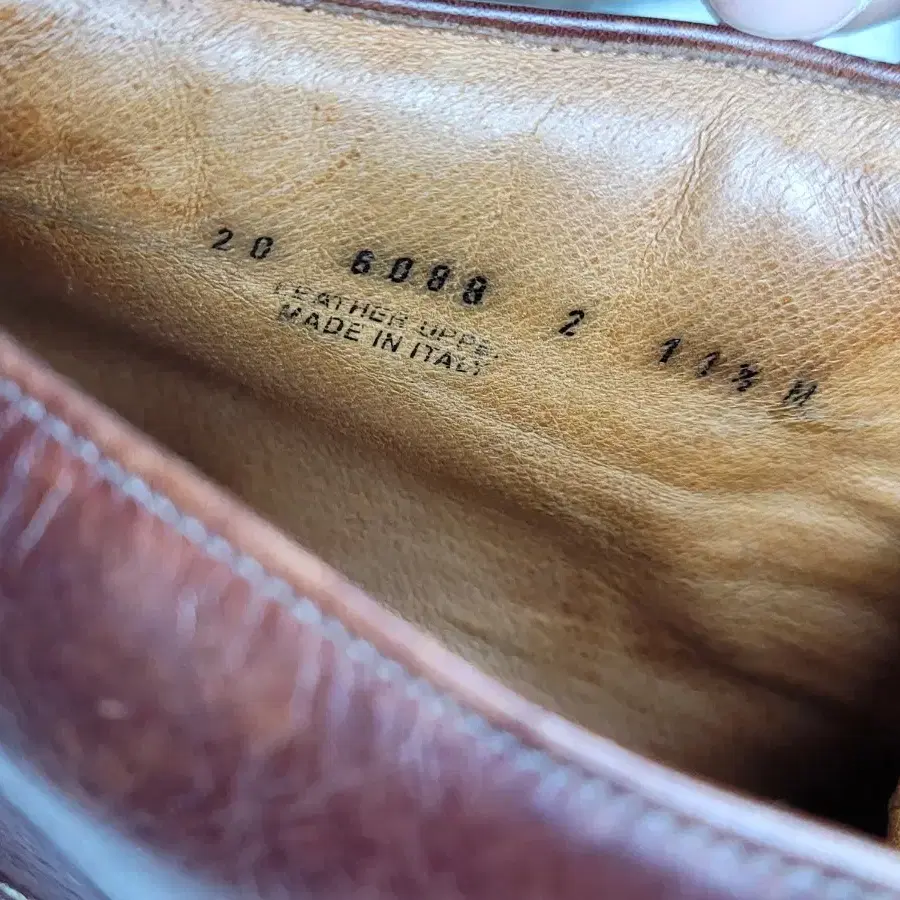 20 6088 2 11½ M
LEATHER UPPER
MADE IN ITALY